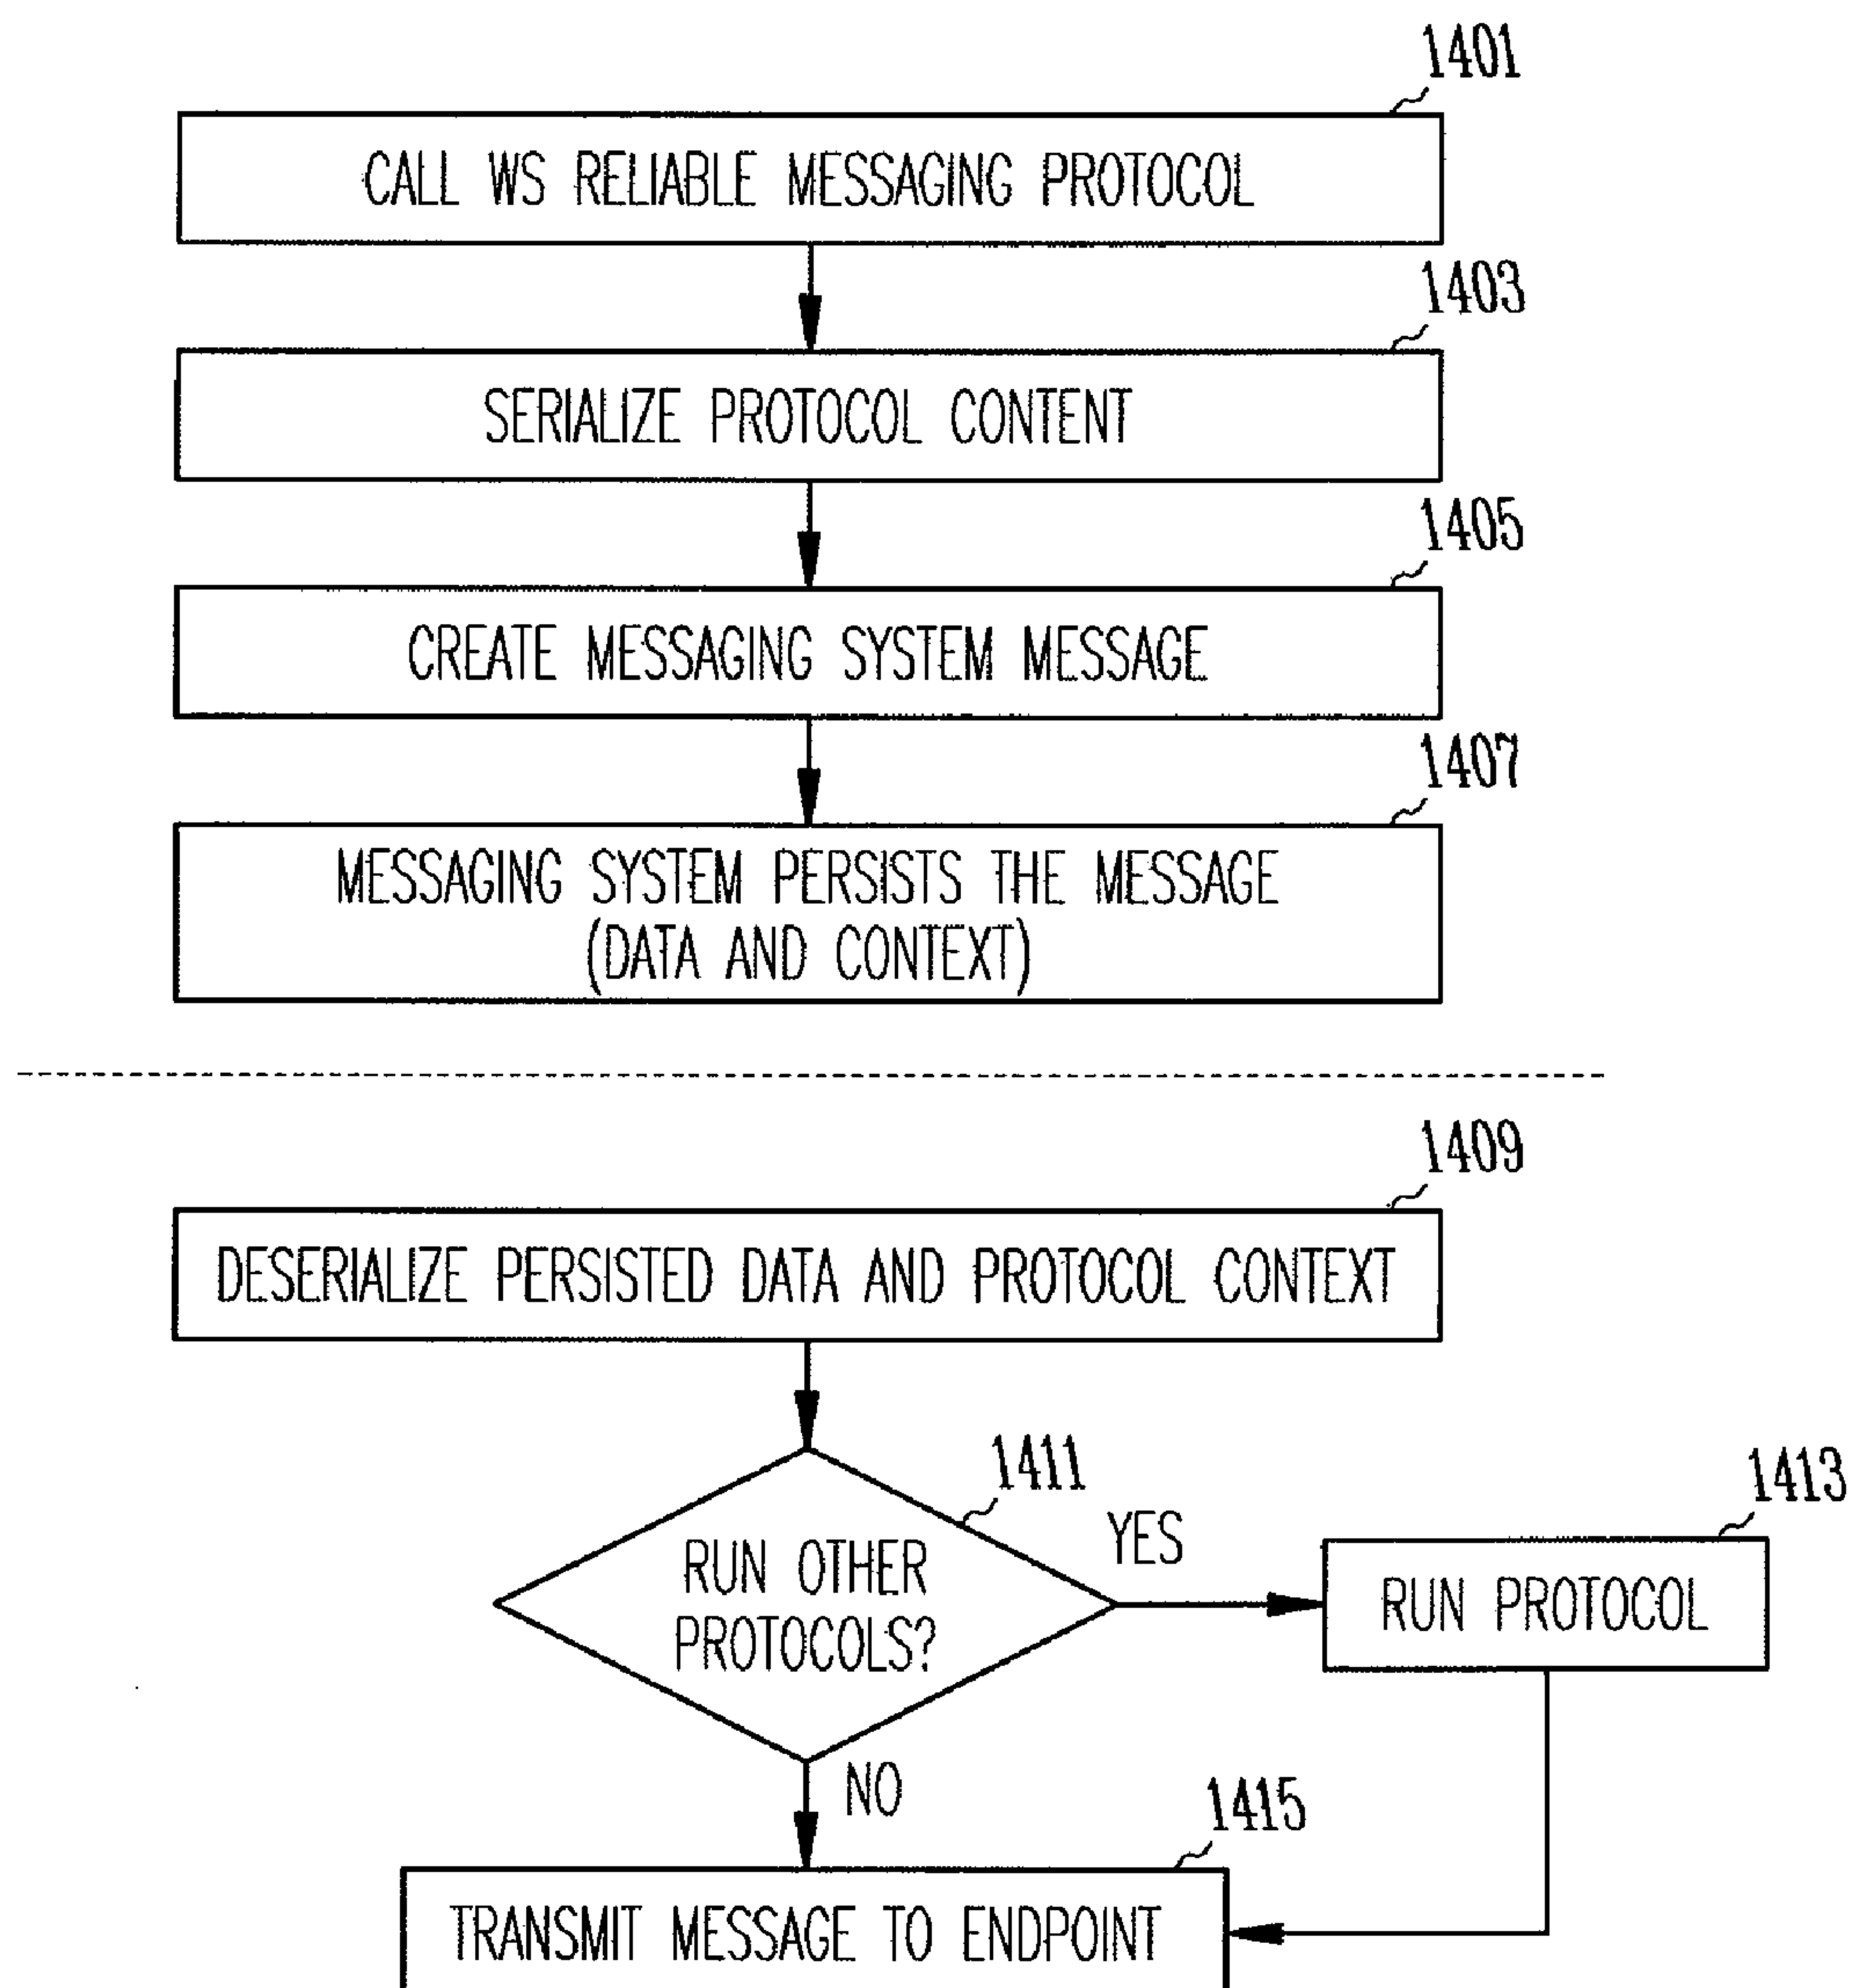 1401
CALL WS RELIABLE MESSAGING PROTOCOL
1403
SERIALIZE PROTOCOL CONTENT
1405
CREATE MESSAGING SYSTEM MESSAGE
1407
MESSAGING SYSTEM PERSISTS THE MESSAGE
(DATA AND CONTEXT)
1409
DESERIALIZE PERSISTED DATA AND PROTOCOL CONTEXT
1411
RUN OTHER
PROTOCOLS?
YES
1413
RUN PROTOCOL
NO
1415
TRANSMIT MESSAGE TO ENDPOINT